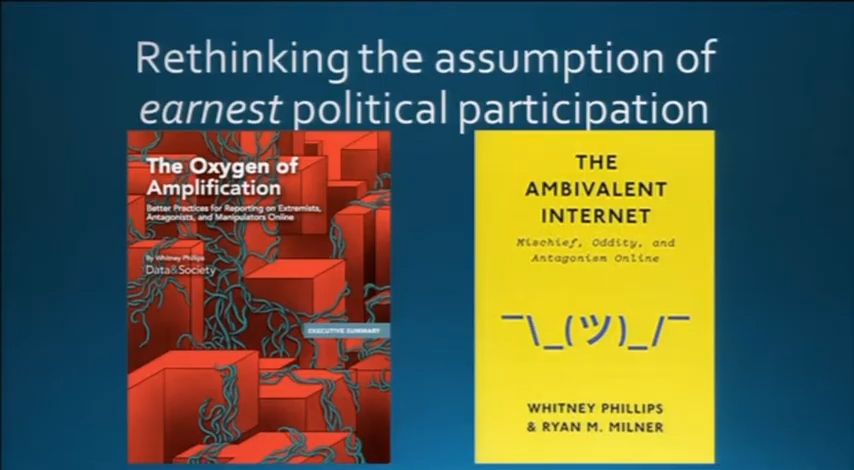 Rethinking the assumption of
earnest political participation
The Oxygen of
Amplification
Better Practices for Reporting on Extremists,
Antagonists, and Manipulators Online
By Whitney Phillips
Data&Society
EXECUTIVE SUMMARY
THE
AMBIVALENT
INTERNET
Mischief, Oddity, and
Antagonism Online
¯\_(ツ)_/¯
WHITNEY PHILLIPS
& RYAN M. MILNER